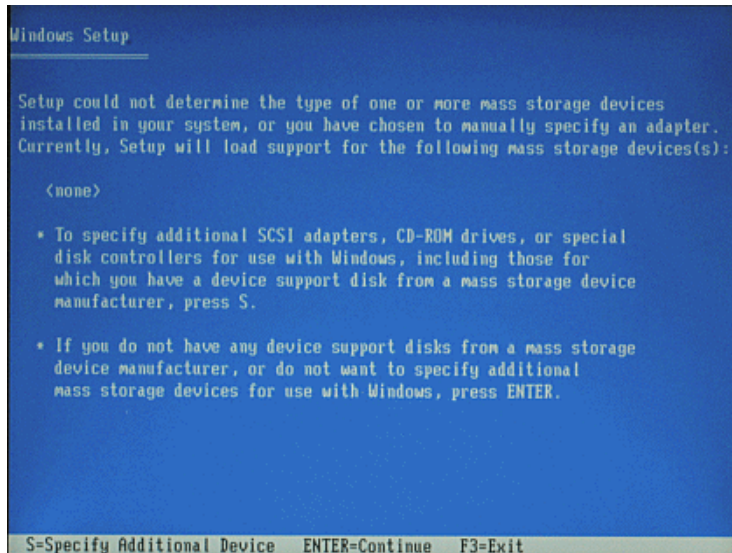 Windows Setup
Setup could not determine the type of one or more mass storage devices
installed in your system, or you have chosen to manually specify an adapter.
Currently, Setup will load support for the following mass storage devices(s):
<none>
* To specify additional SCSI adapters, CD-ROM drives, or special
disk controllers for use with Windows, including those for
which you have a device support disk from a mass storage device
manufacturer, press S.
* If you do not have any device support disks from a mass storage
device manufacturer, or do not want to specify additional
mass storage devices for use with Windows, press ENTER.
S=Specify Additional Device ENTER=Continue F3=Exit